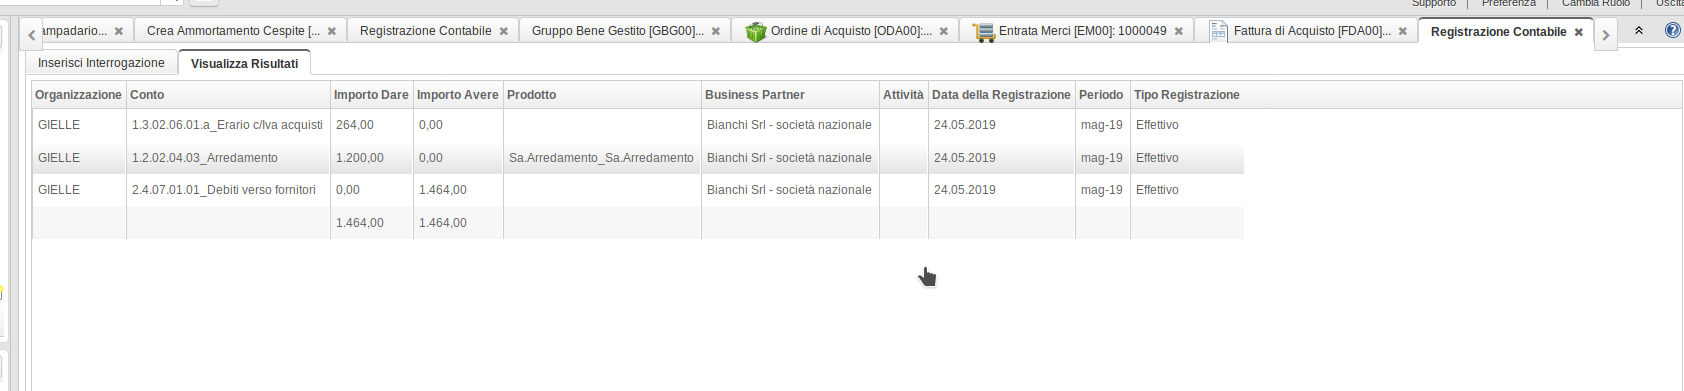 Supporto | Preferenza | Cambia Ruolo | Uscita
ampadario... Crea Ammortamento Cespite [... Registrazione Contabile Gruppo Bene Gestito [GBG00]... Ordine di Acquisto [ODA00]:... Entrata Merci [EM00]: 1000049 Fattura di Acquisto [FDA00]... Registrazione Contabile
Inserisci Interrogazione Visualizza Risultati
Organizzazione Conto Importo Dare Importo Avere Prodotto Business Partner Attività Data della Registrazione Periodo Tipo Registrazione
GIELLE 1.3.02.06.01.a_Erario c/Iva acquisti 264,00 0,00 Bianchi Srl - società nazionale 24.05.2019 mag-19 Effettivo
GIELLE 1.2.02.04.03_Arredamento 1.200,00 0,00 Sa.Arredamento_Sa.Arredamento Bianchi Srl - società nazionale 24.05.2019 mag-19 Effettivo
GIELLE 2.4.07.01.01_Debiti verso fornitori 0,00 1.464,00 Bianchi Srl - società nazionale 24.05.2019 mag-19 Effettivo
1.464,00 1.464,00